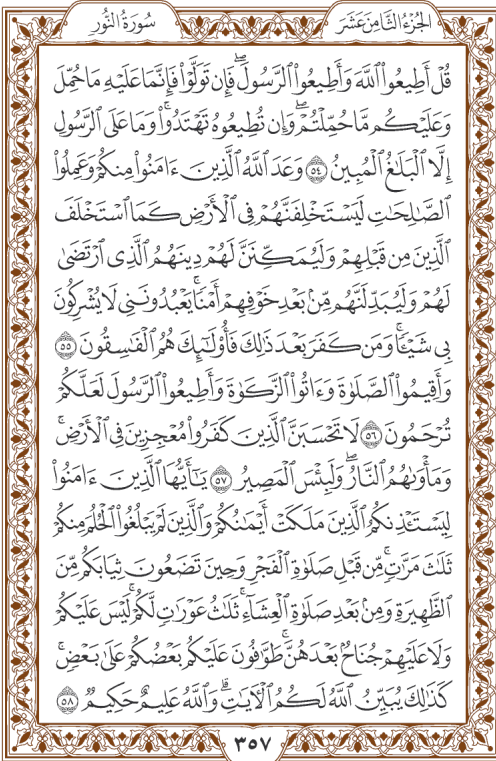 الجزء الثامن عشر
سورة النور
قُلْ أَطِيعُوا۟ ٱللَّهَ وَأَطِيعُوا۟ ٱلرَّسُولَ ۖ فَإِن تَوَلَّوْا۟ فَإِنَّمَا عَلَيْهِ مَا حُمِّلَ
وَعَلَيْكُم مَّا حُمِّلْتُمْ ۖ وَإِن تُطِيعُوهُ تَهْتَدُوا۟ ۚ وَمَا عَلَى ٱلرَّسُولِ
إِلَّا ٱلْبَلَٰغُ ٱلْمُبِينُ ٥٤ وَعَدَ ٱللَّهُ ٱلَّذِينَ ءَامَنُوا۟ مِنكُمْ وَعَمِلُوا۟
ٱلصَّٰلِحَٰتِ لَيَسْتَخْلِفَنَّهُمْ فِى ٱلْأَرْضِ كَمَا ٱسْتَخْلَفَ
ٱلَّذِينَ مِن قَبْلِهِمْ وَلَيُمَكِّنَنَّ لَهُمْ دِينَهُمُ ٱلَّذِى ٱرْتَضَىٰ
لَهُمْ وَلَيُبَدِّلَنَّهُم مِّنۢ بَعْدِ خَوْفِهِمْ أَمْنًا ۚ يَعْبُدُونَنِى لَا يُشْرِكُونَ
بِى شَيْـًٔا ۚ وَمَن كَفَرَ بَعْدَ ذَٰلِكَ فَأُو۟لَٰٓئِكَ هُمُ ٱلْفَٰسِقُونَ ٥٥
وَأَقِيمُوا۟ ٱلصَّلَوٰةَ وَءَاتُوا۟ ٱلزَّكَوٰةَ وَأَطِيعُوا۟ ٱلرَّسُولَ لَعَلَّكُمْ
تُرْحَمُونَ ٥٦ لَا تَحْسَبَنَّ ٱلَّذِينَ كَفَرُوا۟ مُعْجِزِينَ فِى ٱلْأَرْضِ ۚ
وَمَأْوَىٰهُمُ ٱلنَّارُ ۖ وَلَبِئْسَ ٱلْمَصِيرُ ٥٧ يَٰٓأَيُّهَا ٱلَّذِينَ ءَامَنُوا۟
لِيَسْتَـْٔذِنكُمُ ٱلَّذِينَ مَلَكَتْ أَيْمَٰنُكُمْ وَٱلَّذِينَ لَمْ يَبْلُغُوا۟ ٱلْحُلُمَ مِنكُمْ
ثَلَٰثَ مَرَّٰتٍ ۚ مِّن قَبْلِ صَلَوٰةِ ٱلْفَجْرِ وَحِينَ تَضَعُونَ ثِيَابَكُم مِّنَ
ٱلظَّهِيرَةِ وَمِنۢ بَعْدِ صَلَوٰةِ ٱلْعِشَآءِ ۚ ثَلَٰثُ عَوْرَٰتٍ لَّكُمْ ۚ لَيْسَ عَلَيْكُمْ
وَلَا عَلَيْهِمْ جُنَاحٌۢ بَعْدَهُنَّ ۚ طَوَّٰفُونَ عَلَيْكُم بَعْضُكُمْ عَلَىٰ بَعْضٍ ۚ
كَذَٰلِكَ يُبَيِّنُ ٱللَّهُ لَكُمُ ٱلْءَايَٰتِ ۗ وَٱللَّهُ عَلِيمٌ حَكِيمٌ ٥٨
٣٥٧